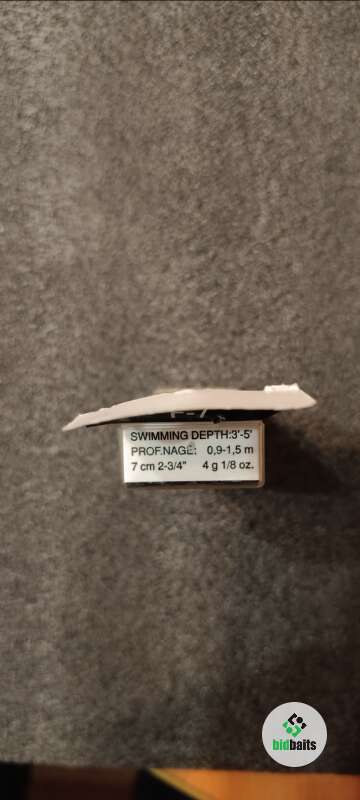 F-7
SWIMMING DEPTH:3'-5'
PROF.NAGE: 0,9-1,5 m
7 cm 2-3/4" 4 g 1/8 oz.
bidbaits